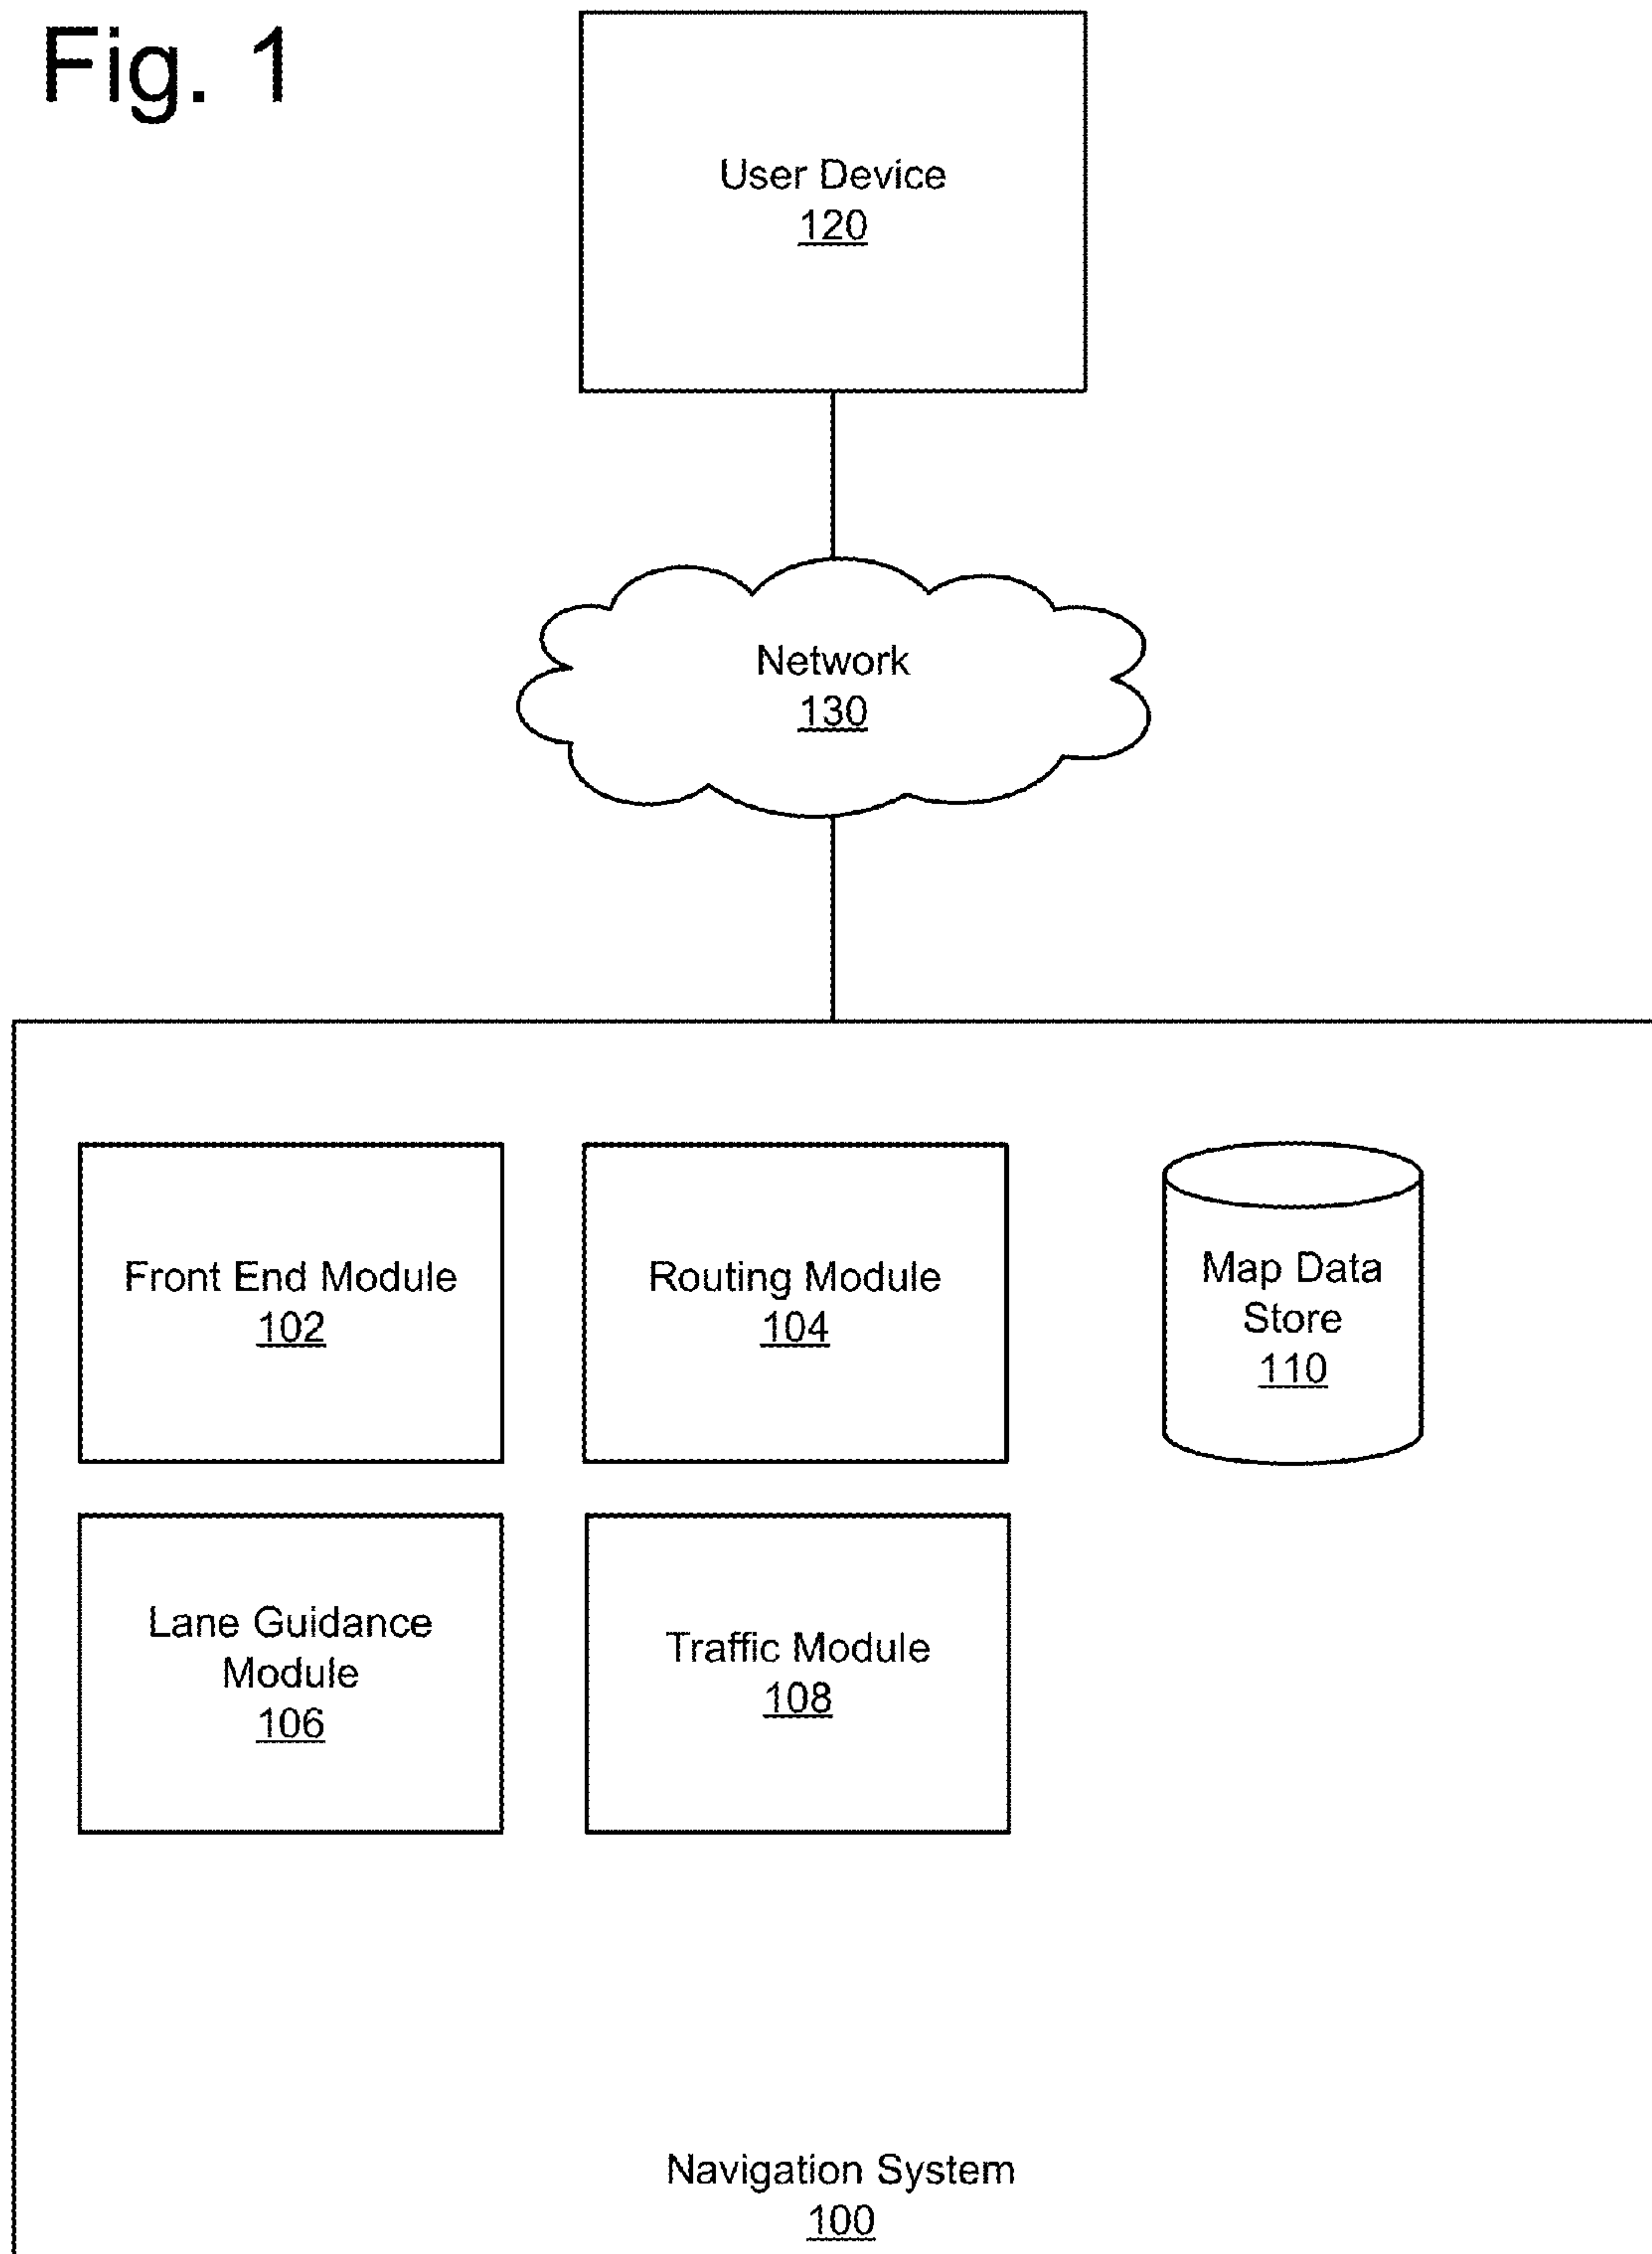 Fig. 1
User Device
120
Network
130
Front End Module
102
Routing Module
104
Map Data
Store
110
Lane Guidance
Module
106
Traffic Module
108
Navigation System
100